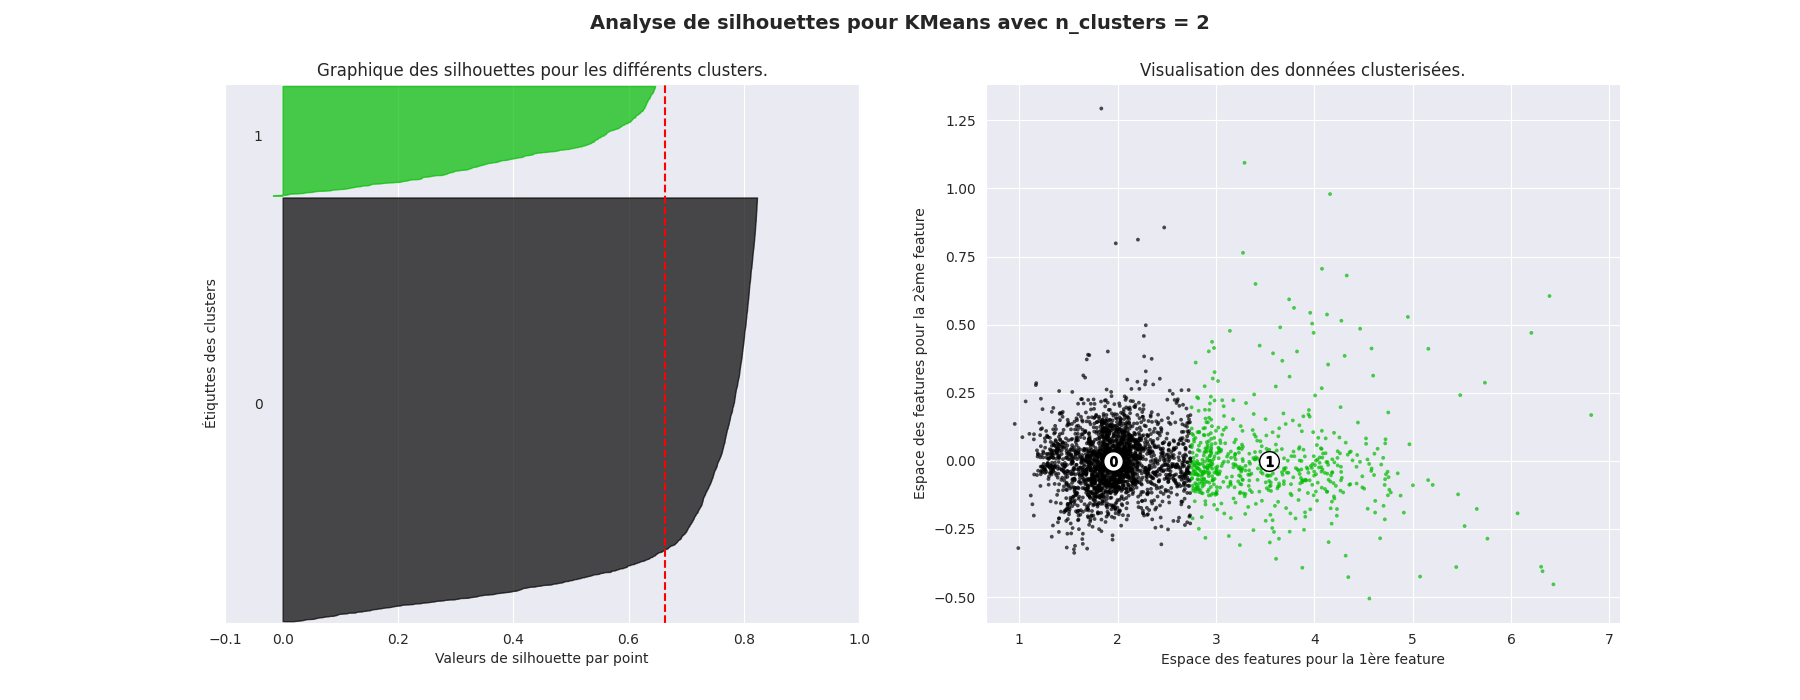 Analyse de silhouettes pour KMeans avec n_clusters = 2
Graphique des silhouettes pour les différents clusters.
1
0
Étiquttes des clusters
−0.1 0.0 0.2 0.4 0.6 0.8 1.0
Valeurs de silhouette par point
Visualisation des données clusterisées.
1.25
1.00
0.75
0.50
0.25
0.00
−0.25
−0.50
Espace des features pour la 2ème feature
0 1
1 2 3 4 5 6 7
Espace des features pour la 1ère feature